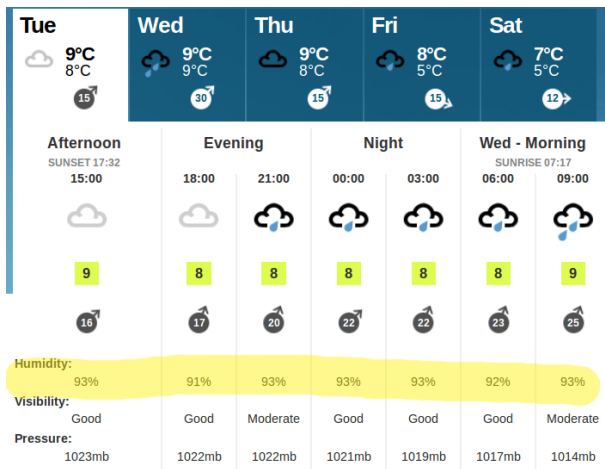 Tue Wed Thu Fri Sat
9°C 9°C 9°C 8°C 7°C
8°C 9°C 8°C 5°C 5°C
15 30 15 15 12
Afternoon Evening Night Wed - Morning
SUNSET 17:32 SUNRISE 07:17
15:00 18:00 21:00 00:00 03:00 06:00 09:00
9 8 8 8 8 8 9
16 17 20 22 22 23 25
Humidity:
93% 91% 93% 93% 93% 92% 93%
Visibility:
Good Good Moderate Good Good Good Moderate
Pressure:
1023mb 1022mb 1022mb 1021mb 1019mb 1017mb 1014mb